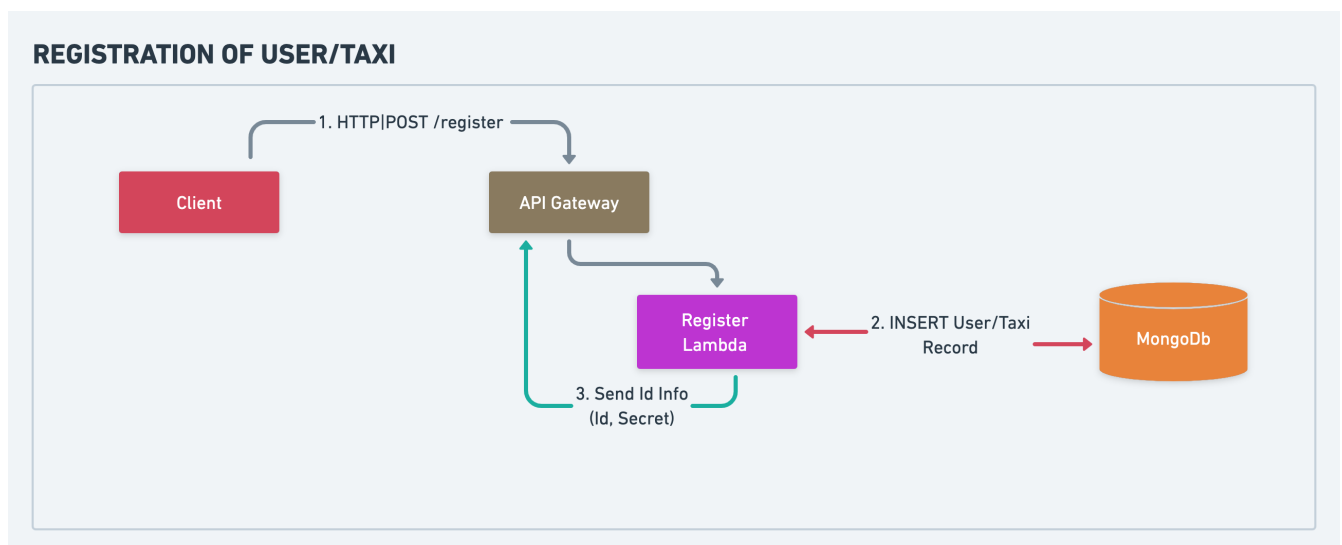 REGISTRATION OF USER/TAXI
1. HTTP|POST /register
Client
API Gateway
Register
Lambda
2. INSERT User/Taxi
Record
MongoDb
3. Send Id Info
(Id, Secret)